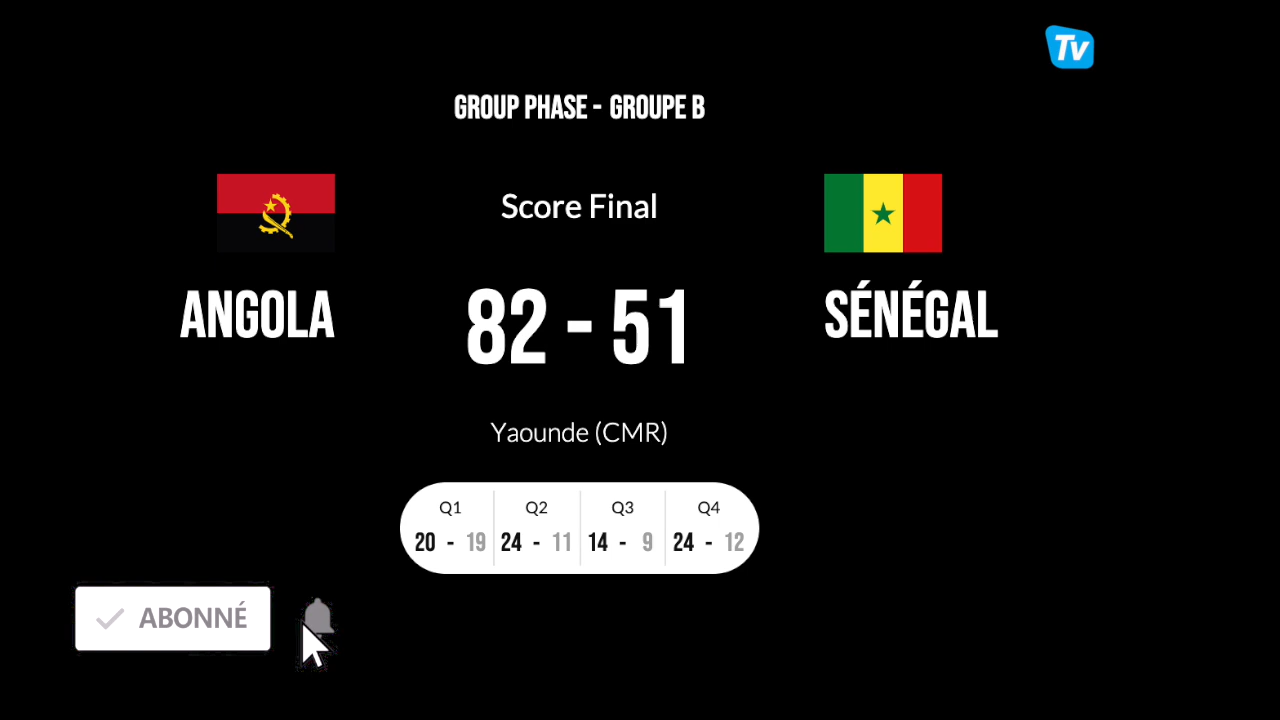 Tv
GROUP PHASE - GROUPE B
Score Final
ANGOLA
82 - 51
SÉNÉGAL
Yaounde (CMR)
Q1 Q2 Q3 Q4
20 - 19 24 - 11 14 - 9 24 - 12
ABONNÉ